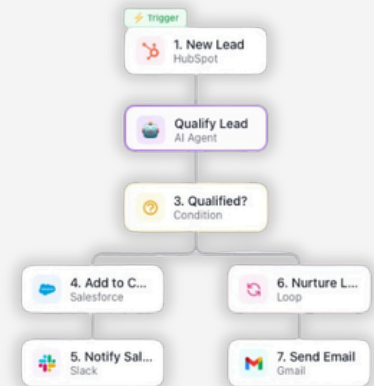 Trigger
1. New Lead
HubSpot
Qualify Lead
AI Agent
3. Qualified?
Condition
4. Add to C...
Salesforce
6. Nurture L...
Loop
5. Notify Sal...
Slack
7. Send Email
Gmail